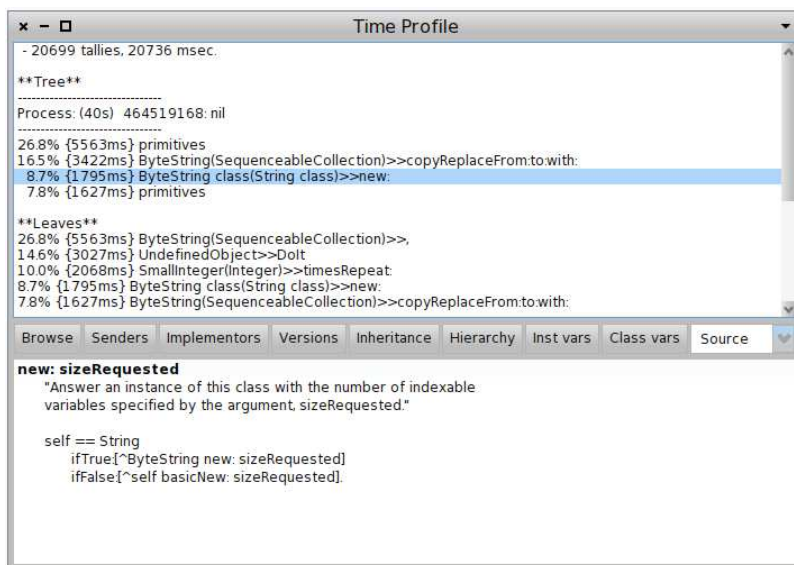 Time Profile
- 20699 tallies, 20736 msec.
**Tree**
--------------------------------
Process: (40s) 464519168: nil
--------------------------------
26.8% {5563ms} primitives
16.5% {3422ms} ByteString(SequenceableCollection)>>copyReplaceFrom:to:with:
8.7% {1795ms} ByteString class(String class)>>new:
7.8% {1627ms} primitives
**Leaves**
26.8% {5563ms} ByteString(SequenceableCollection)>>,
14.6% {3027ms} UndefinedObject>>DoIt
10.0% {2068ms} SmallInteger(Integer)>>timesRepeat:
8.7% {1795ms} ByteString class(String class)>>new:
7.8% {1627ms} ByteString(SequenceableCollection)>>copyReplaceFrom:to:with:
Browse Senders Implementors Versions Inheritance Hierarchy Inst vars Class vars Source
new: sizeRequested
"Answer an instance of this class with the number of indexable
variables specified by the argument, sizeRequested."
self == String
ifTrue:[^ByteString new: sizeRequested]
ifFalse:[^self basicNew: sizeRequested].